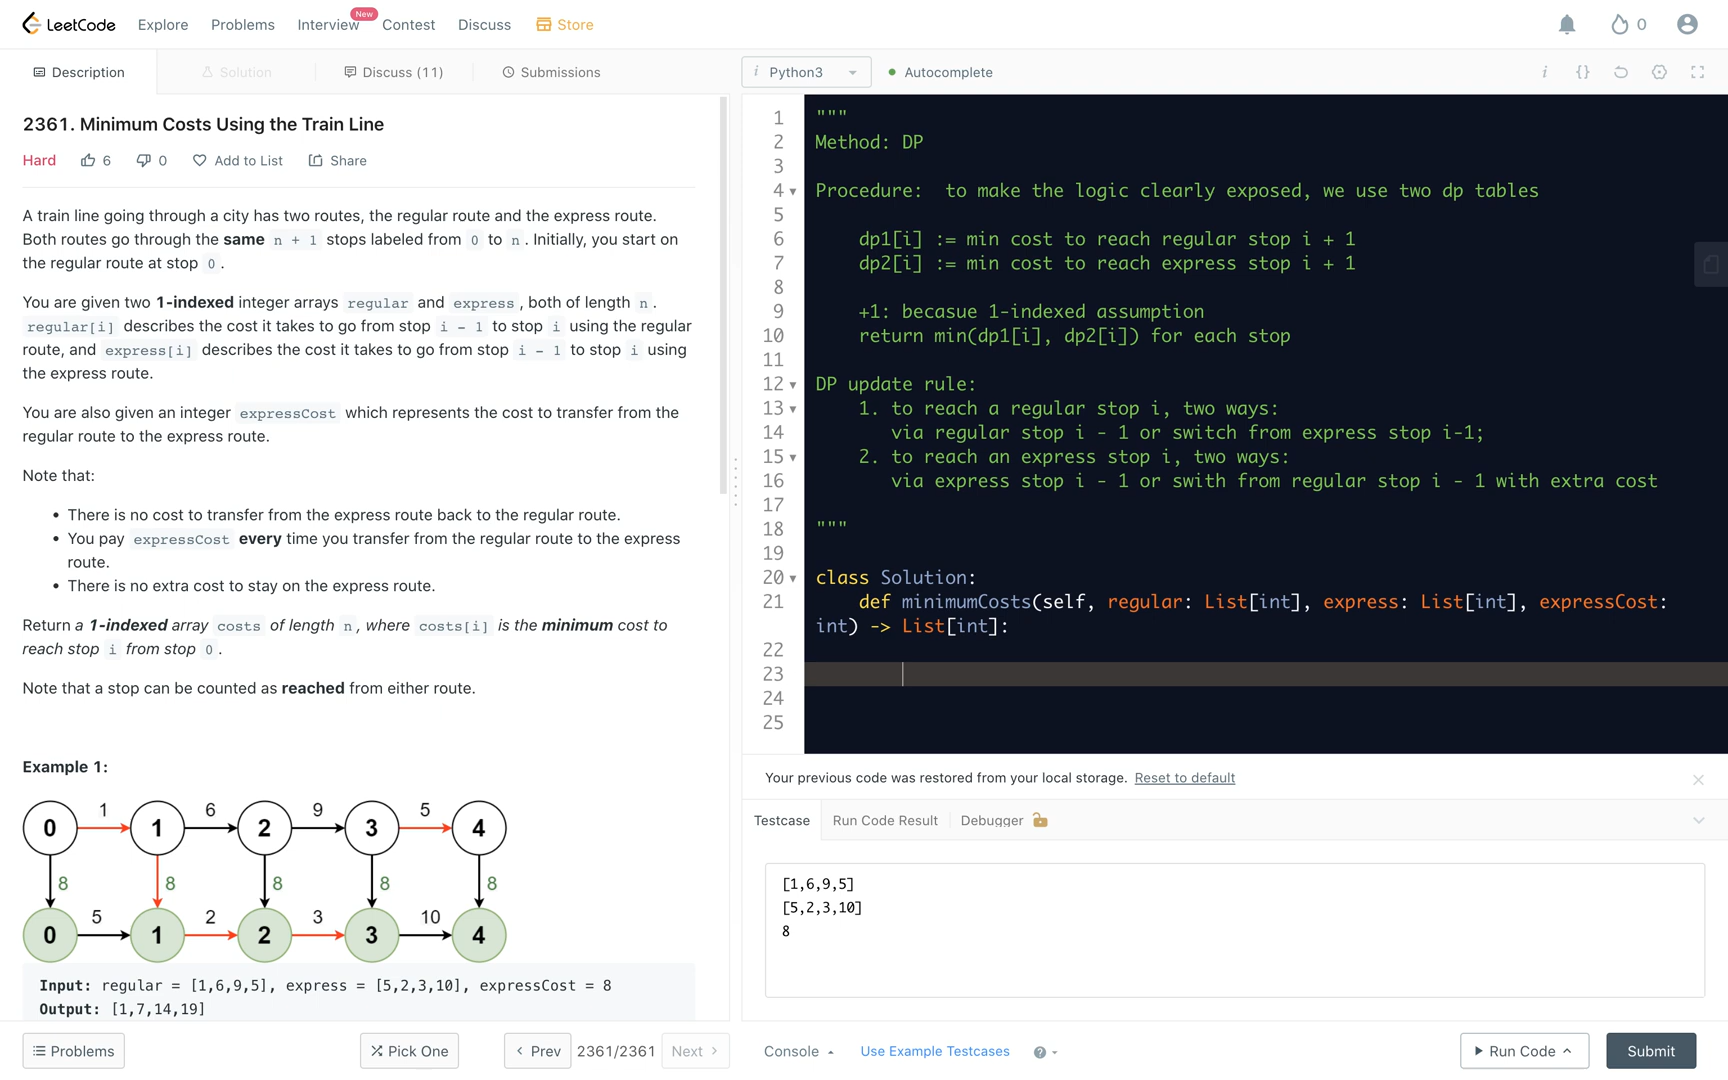 LeetCode Explore Problems Interview New Contest Discuss Store 0
Description Solution Discuss (11) Submissions
2361. Minimum Costs Using the Train Line
Hard 6 0 Add to List Share
A train line going through a city has two routes, the regular route and the express route.
Both routes go through the same n + 1 stops labeled from 0 to n. Initially, you start on
the regular route at stop 0.
You are given two 1-indexed integer arrays regular and express, both of length n.
regular[i] describes the cost it takes to go from stop i - 1 to stop i using the regular
route, and express[i] describes the cost it takes to go from stop i - 1 to stop i using
the express route.
You are also given an integer expressCost which represents the cost to transfer from the
regular route to the express route.
Note that:
• There is no cost to transfer from the express route back to the regular route.
• You pay expressCost every time you transfer from the regular route to the express
route.
• There is no extra cost to stay on the express route.
Return a 1-indexed array costs of length n, where costs[i] is the minimum cost to
reach stop i from stop 0.
Note that a stop can be counted as reached from either route.
Example 1:
1 6 9 5
0 1 2 3 4
8 8 8 8 8
5 2 3 10
0 1 2 3 4
Input: regular = [1,6,9,5], express = [5,2,3,10], expressCost = 8
Output: [1,7,14,19]
Problems Pick One Prev 2361/2361 Next
i Python3 Autocomplete i {}
1 """
2 Method: DP
3
4 Procedure:  to make the logic clearly exposed, we use two dp tables
5
6 dp1[i] := min cost to reach regular stop i + 1
7 dp2[i] := min cost to reach express stop i + 1
8
9 +1: becasue 1-indexed assumption
10 return min(dp1[i], dp2[i]) for each stop
11
12 DP update rule:
13 1. to reach a regular stop i, two ways:
14 via regular stop i - 1 or switch from express stop i-1;
15 2. to reach an express stop i, two ways:
16 via express stop i - 1 or swith from regular stop i - 1 with extra cost
17
18 """
19
20 class Solution:
21 def minimumCosts(self, regular: List[int], express: List[int], expressCost:
int) -> List[int]:
22
23
24
25
Your previous code was restored from your local storage. Reset to default
Testcase Run Code Result Debugger
[1,6,9,5]
[5,2,3,10]
8
Console Use Example Testcases ? Run Code Submit